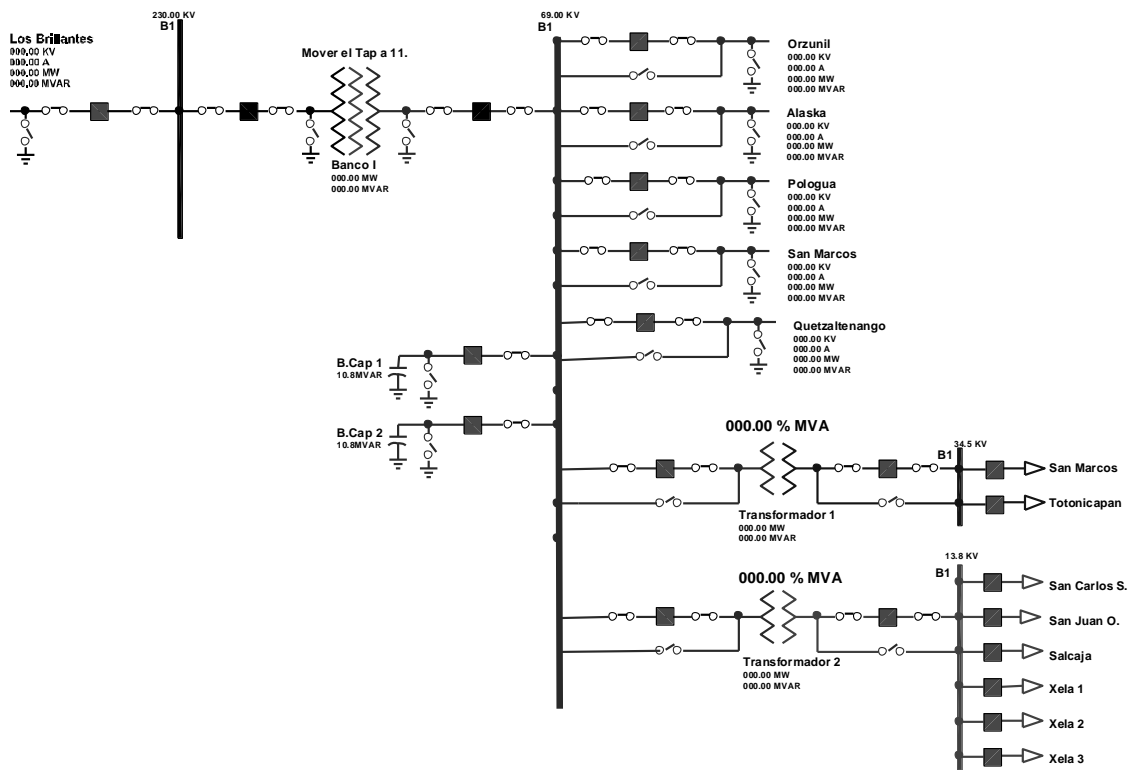 230.00 KV
B1
69.00 KV
B1
Los Brillantes
000.00 KV
000.00 A
000.00 MW
000.00 MVAR
Mover el Tap a 11.
Banco I
000.00 MW
000.00 MVAR
Orzunil
000.00 KV
000.00 A
000.00 MW
000.00 MVAR
Alaska
000.00 KV
000.00 A
000.00 MW
000.00 MVAR
Pologua
000.00 KV
000.00 A
000.00 MW
000.00 MVAR
San Marcos
000.00 KV
000.00 A
000.00 MW
000.00 MVAR
Quetzaltenango
000.00 KV
000.00 A
000.00 MW
000.00 MVAR
B.Cap 1
10.8MVAR
B.Cap 2
10.8MVAR
000.00 % MVA
Transformador 1
000.00 MW
000.00 MVAR
34.5 KV
B1
San Marcos
Totonicapan
000.00 % MVA
Transformador 2
000.00 MW
000.00 MVAR
13.8 KV
B1
San Carlos S.
San Juan O.
Salcaja
Xela 1
Xela 2
Xela 3